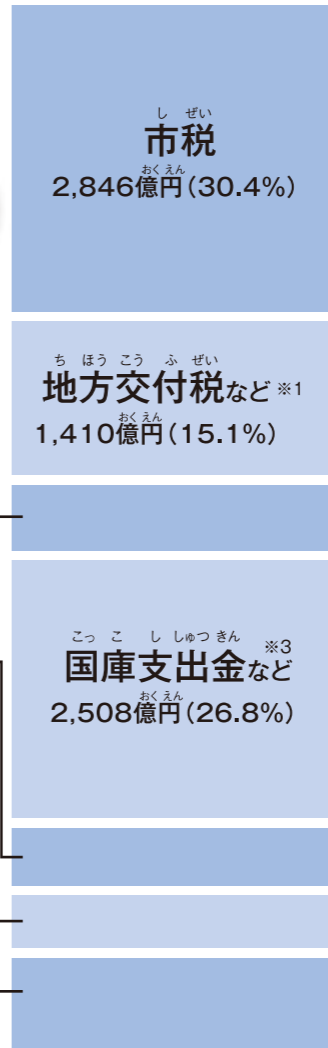 し ぜい
市税
おくえん
2,846億円(30.4%)
ち ほう こう ふ ぜい
地方交付税など※1
おくえん
1,410億円(15.1%)
こっ こ し しゅつ きん
国庫支出金など※3
おくえん
2,508億円(26.8%)